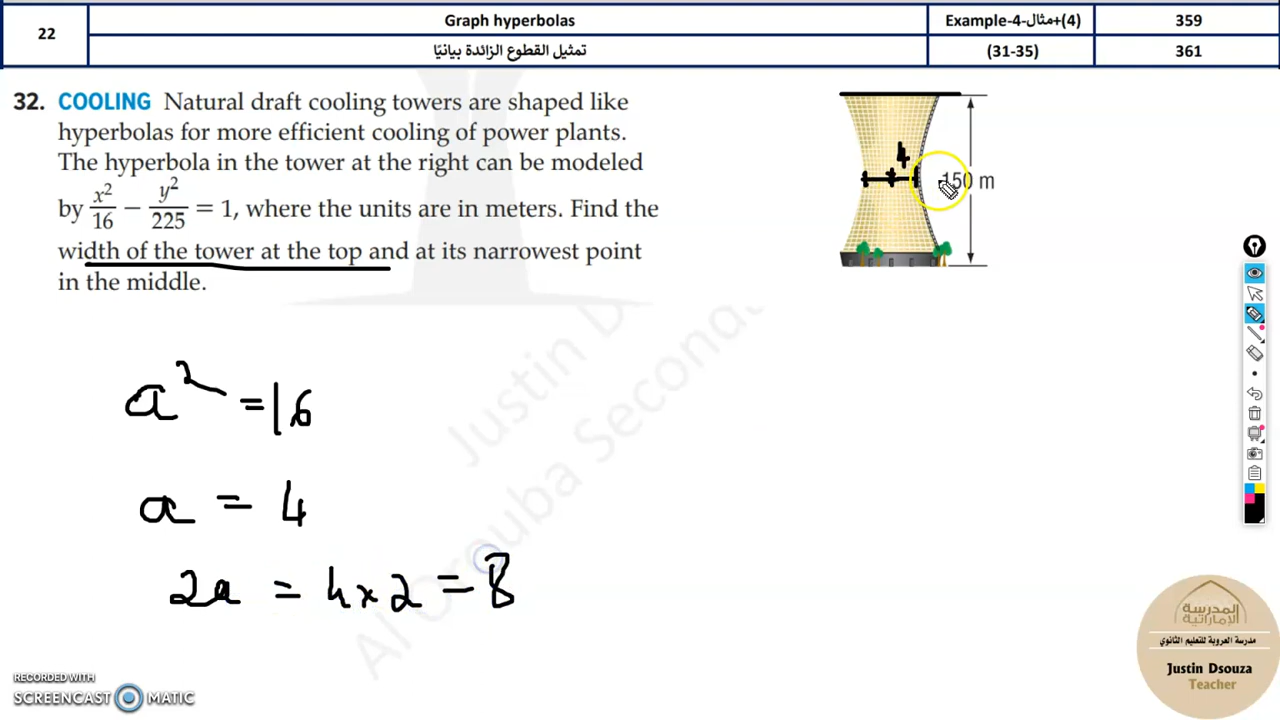 22
Graph hyperbolas
Example-4-مثال+(4)
359
تمثيل القطوع الزائدة بيانيًا
(31-35)
361
32. COOLING Natural draft cooling towers are shaped like
hyperbolas for more efficient cooling of power plants.
The hyperbola in the tower at the right can be modeled
by x²/16 − y²/225 = 1, where the units are in meters. Find the
width of the tower at the top and at its narrowest point
in the middle.
4
150 m
a² = 16
a = 4
2a = 4 × 2 = 8
Justin D
Al Orouba Seconda
المدرسة
الإماراتية
مدرسة العروبة للتعليم الثانوي
Justin Dsouza
Teacher
RECORDED WITH
SCREENCAST MATIC